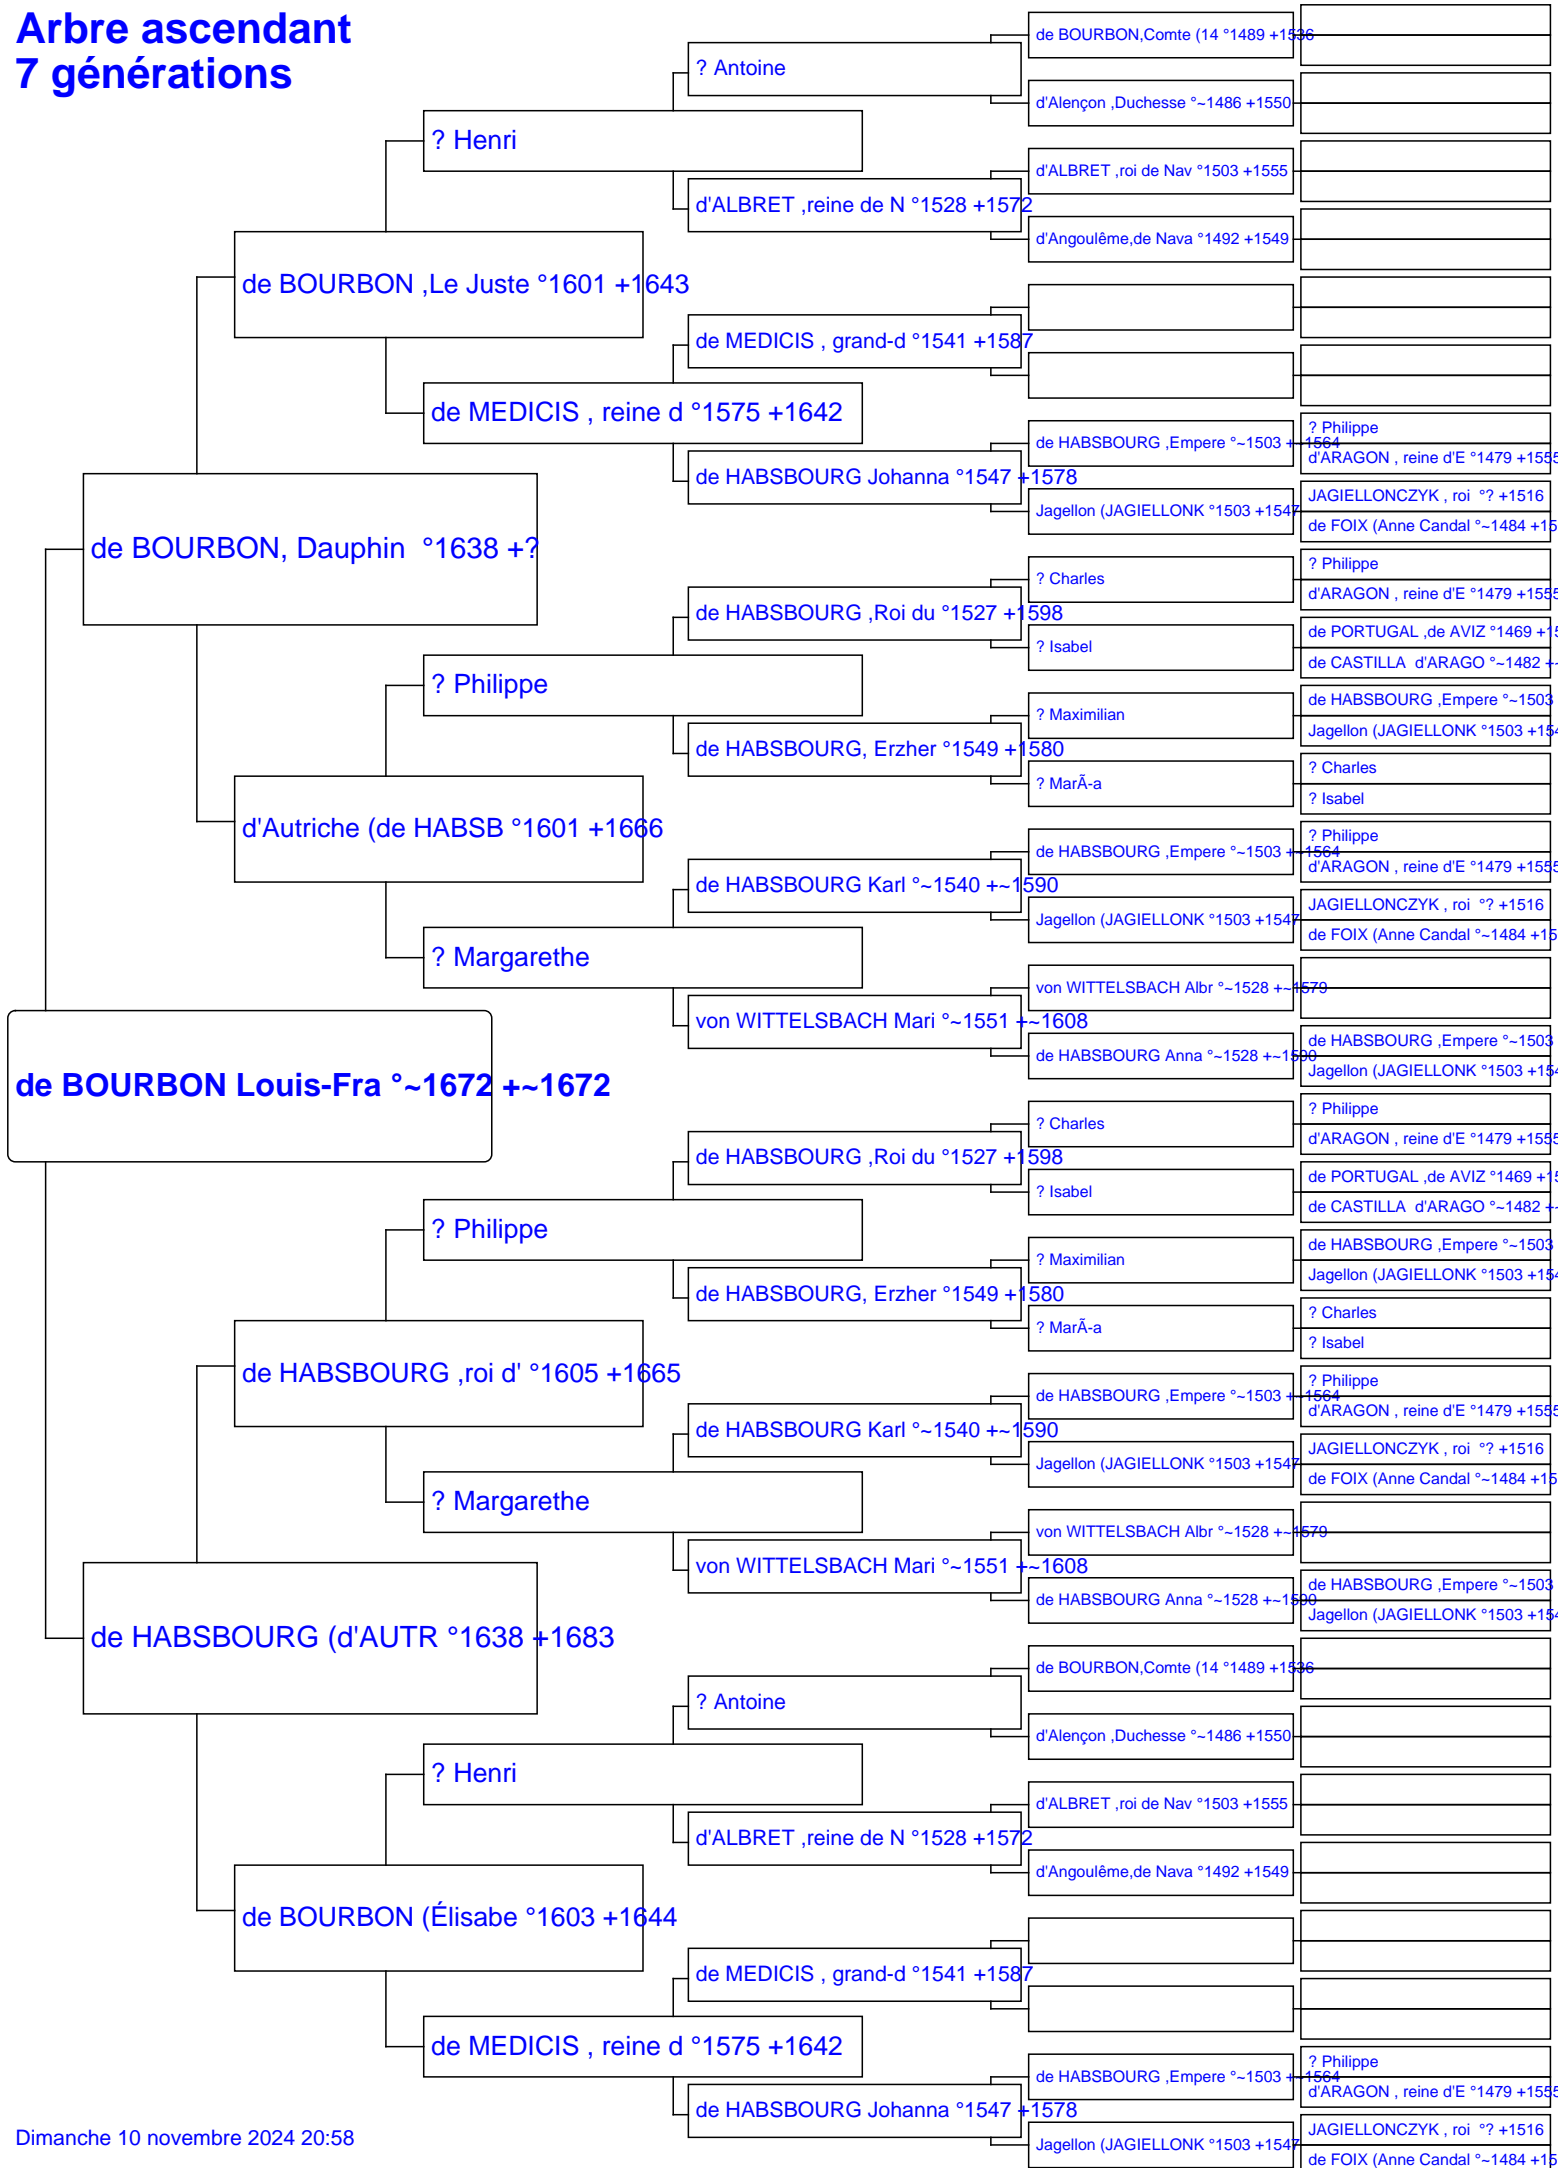 Arbre ascendant
7 générations
de BOURBON,Comte (14 °1489 +1536
? Antoine
d'Alençon ,Duchesse °~1486 +1550
? Henri
d'ALBRET ,roi de Nav °1503 +1555
d'ALBRET ,reine de N °1528 +1572
d'Angoulême,de Nava °1492 +1549
de BOURBON ,Le Juste °1601 +1643
de MEDICIS , grand-d °1541 +1587
de MEDICIS , reine d °1575 +1642
? Philippe
de HABSBOURG ,Empere °~1503 +~1564
d'ARAGON , reine d'E °1479 +1555
de HABSBOURG Johanna °1547 +1578
JAGIELLONCZYK , roi °? +1516
Jagellon (JAGIELLONK °1503 +1547
de FOIX (Anne Candal °~1484 +15
de BOURBON, Dauphin °1638 +?
? Philippe
? Charles
d'ARAGON , reine d'E °1479 +1555
de HABSBOURG ,Roi du °1527 +1598
de PORTUGAL ,de AVIZ °1469 +15
? Isabel
de CASTILLA d'ARAGO °~1482 +~
? Philippe
de HABSBOURG ,Empere °~1503
? Maximilian
Jagellon (JAGIELLONK °1503 +154
de HABSBOURG, Erzher °1549 +1580
? Charles
? MarÃ-a
? Isabel
d'Autriche (de HABSB °1601 +1666
? Philippe
de HABSBOURG ,Empere °~1503 +~1564
d'ARAGON , reine d'E °1479 +1555
de HABSBOURG Karl °~1540 +~1590
JAGIELLONCZYK , roi °? +1516
Jagellon (JAGIELLONK °1503 +1547
de FOIX (Anne Candal °~1484 +15
? Margarethe
von WITTELSBACH Albr °~1528 +~1579
von WITTELSBACH Mari °~1551 +~1608
de HABSBOURG ,Empere °~1503
de HABSBOURG Anna °~1528 +~1590
Jagellon (JAGIELLONK °1503 +154
de BOURBON Louis-Fra °~1672 +~1672
? Philippe
? Charles
d'ARAGON , reine d'E °1479 +1555
de HABSBOURG ,Roi du °1527 +1598
de PORTUGAL ,de AVIZ °1469 +15
? Isabel
de CASTILLA d'ARAGO °~1482 +~
? Philippe
de HABSBOURG ,Empere °~1503
? Maximilian
Jagellon (JAGIELLONK °1503 +154
de HABSBOURG, Erzher °1549 +1580
? Charles
? MarÃ-a
? Isabel
de HABSBOURG ,roi d' °1605 +1665
? Philippe
de HABSBOURG ,Empere °~1503 +~1564
d'ARAGON , reine d'E °1479 +1555
de HABSBOURG Karl °~1540 +~1590
JAGIELLONCZYK , roi °? +1516
Jagellon (JAGIELLONK °1503 +1547
de FOIX (Anne Candal °~1484 +15
? Margarethe
von WITTELSBACH Albr °~1528 +~1579
von WITTELSBACH Mari °~1551 +~1608
de HABSBOURG ,Empere °~1503
de HABSBOURG Anna °~1528 +~1590
Jagellon (JAGIELLONK °1503 +154
de HABSBOURG (d'AUTR °1638 +1683
de BOURBON,Comte (14 °1489 +1536
? Antoine
d'Alençon ,Duchesse °~1486 +1550
? Henri
d'ALBRET ,roi de Nav °1503 +1555
d'ALBRET ,reine de N °1528 +1572
d'Angoulême,de Nava °1492 +1549
de BOURBON (Élisabe °1603 +1644
de MEDICIS , grand-d °1541 +1587
de MEDICIS , reine d °1575 +1642
? Philippe
de HABSBOURG ,Empere °~1503 +~1564
d'ARAGON , reine d'E °1479 +1555
de HABSBOURG Johanna °1547 +1578
JAGIELLONCZYK , roi °? +1516
Jagellon (JAGIELLONK °1503 +1547
de FOIX (Anne Candal °~1484 +15
Dimanche 10 novembre 2024 20:58